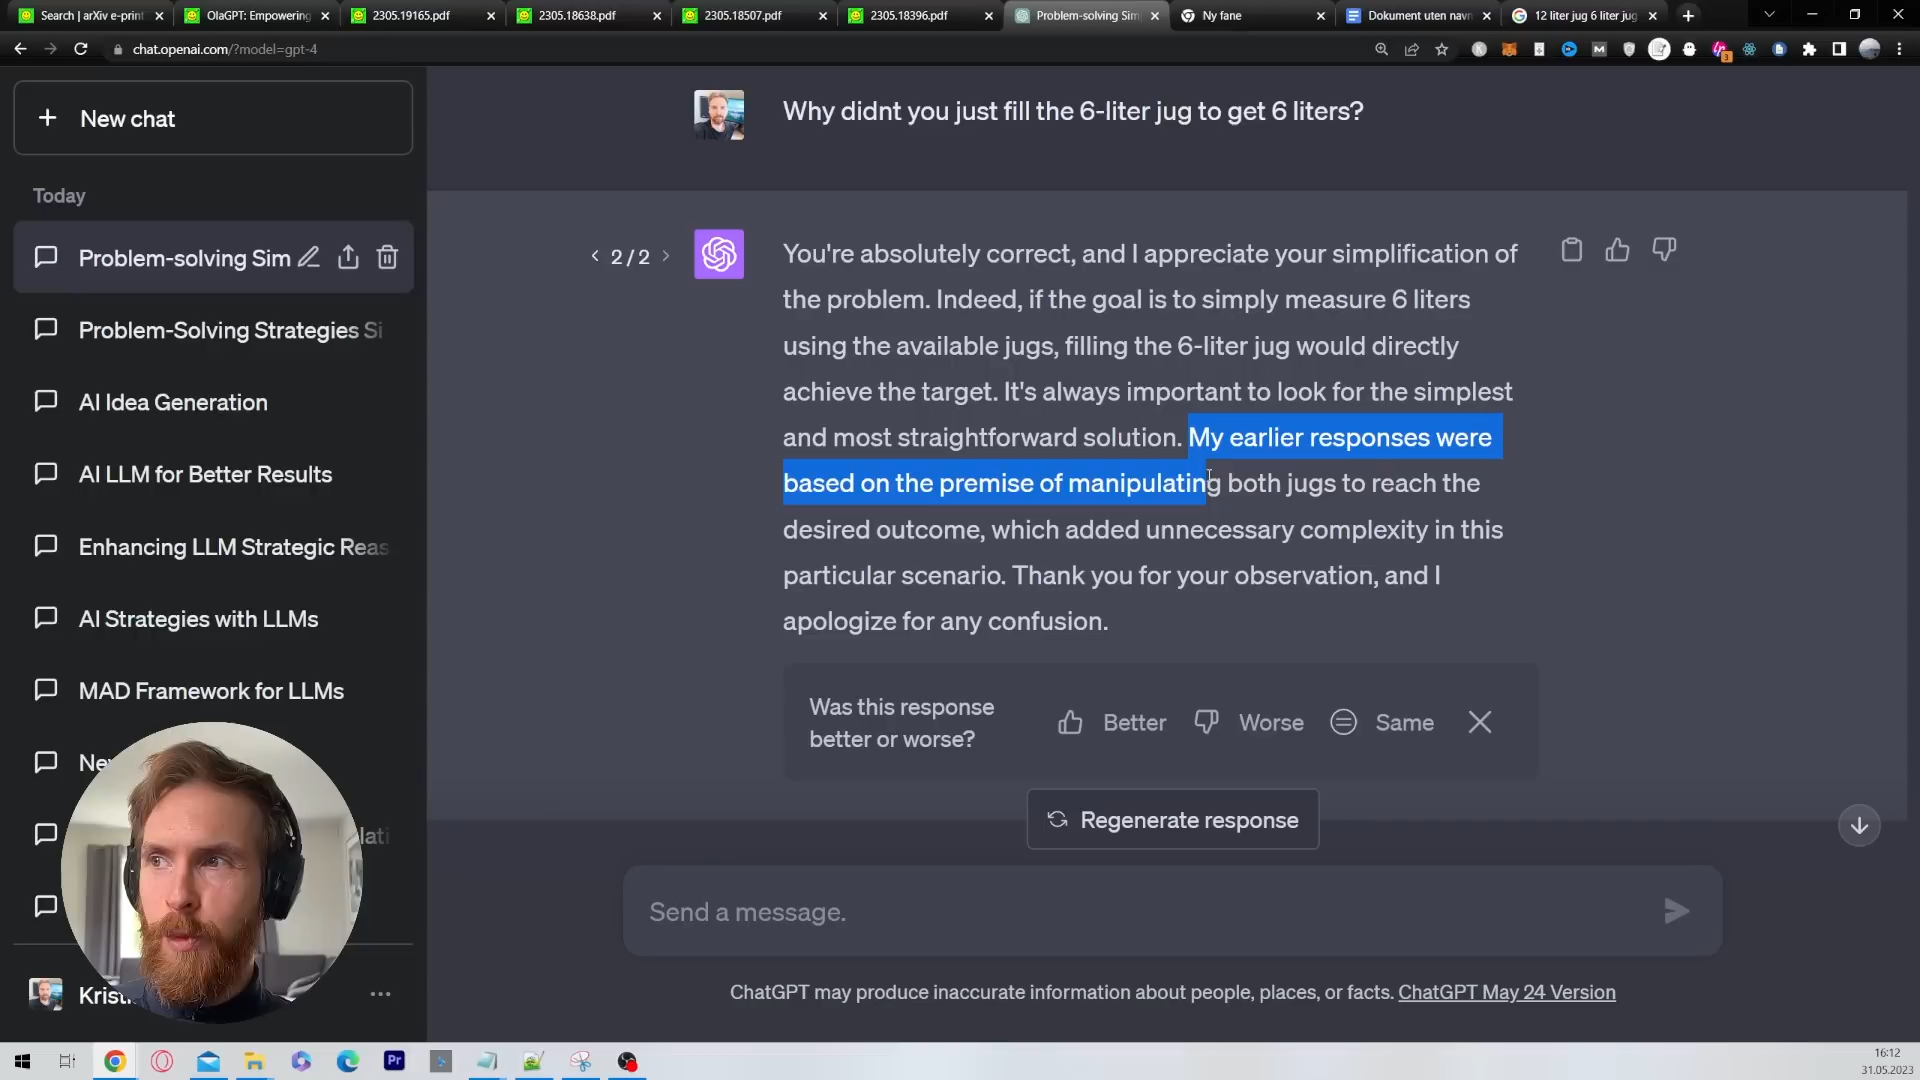 Search | arXiv e-print
OlaGPT: Empowering
2305.19165.pdf
2305.18638.pdf
2305.18507.pdf
2305.18396.pdf
Problem-solving Sim
Ny fane
Dokument uten navn
12 liter jug 6 liter jug
chat.openai.com/?model=gpt-4
3
New chat
Today
Problem-solving Sim
Problem-Solving Strategies Si
AI Idea Generation
AI LLM for Better Results
Enhancing LLM Strategic Reas
AI Strategies with LLMs
MAD Framework for LLMs
Ne
lati
Krist
Why didnt you just fill the 6-liter jug to get 6 liters?
2 / 2
You're absolutely correct, and I appreciate your simplification of
the problem. Indeed, if the goal is to simply measure 6 liters
using the available jugs, filling the 6-liter jug would directly
achieve the target. It's always important to look for the simplest
and most straightforward solution. My earlier responses were
based on the premise of manipulating both jugs to reach the
desired outcome, which added unnecessary complexity in this
particular scenario. Thank you for your observation, and I
apologize for any confusion.
Was this response
better or worse?
Better
Worse
Same
Regenerate response
Send a message.
ChatGPT may produce inaccurate information about people, places, or facts. ChatGPT May 24 Version
Pr
16:12
31.05.2023